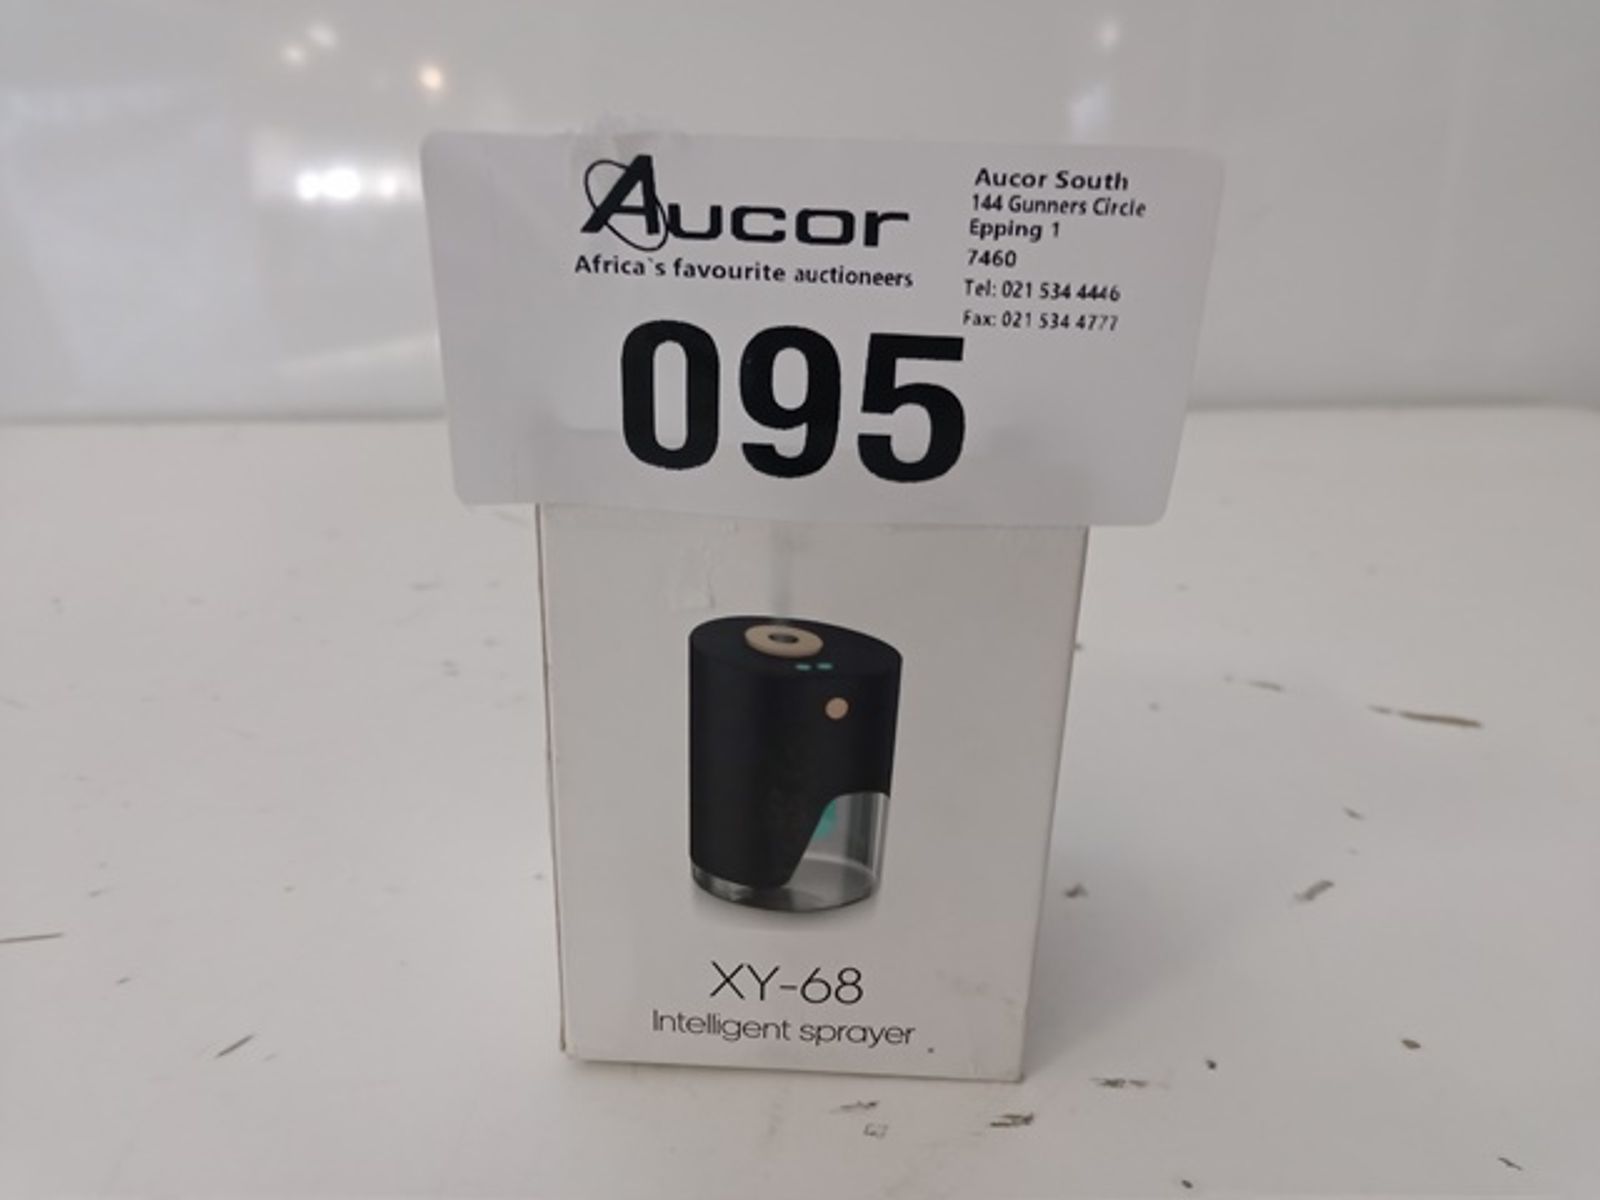 Aucor
Africa`s favourite auctioneers
Aucor South
144 Gunners Circle
Epping 1
7460
Tel: 021 534 4446
Fax: 021 534 4777
095
XY-68
Intelligent sprayer